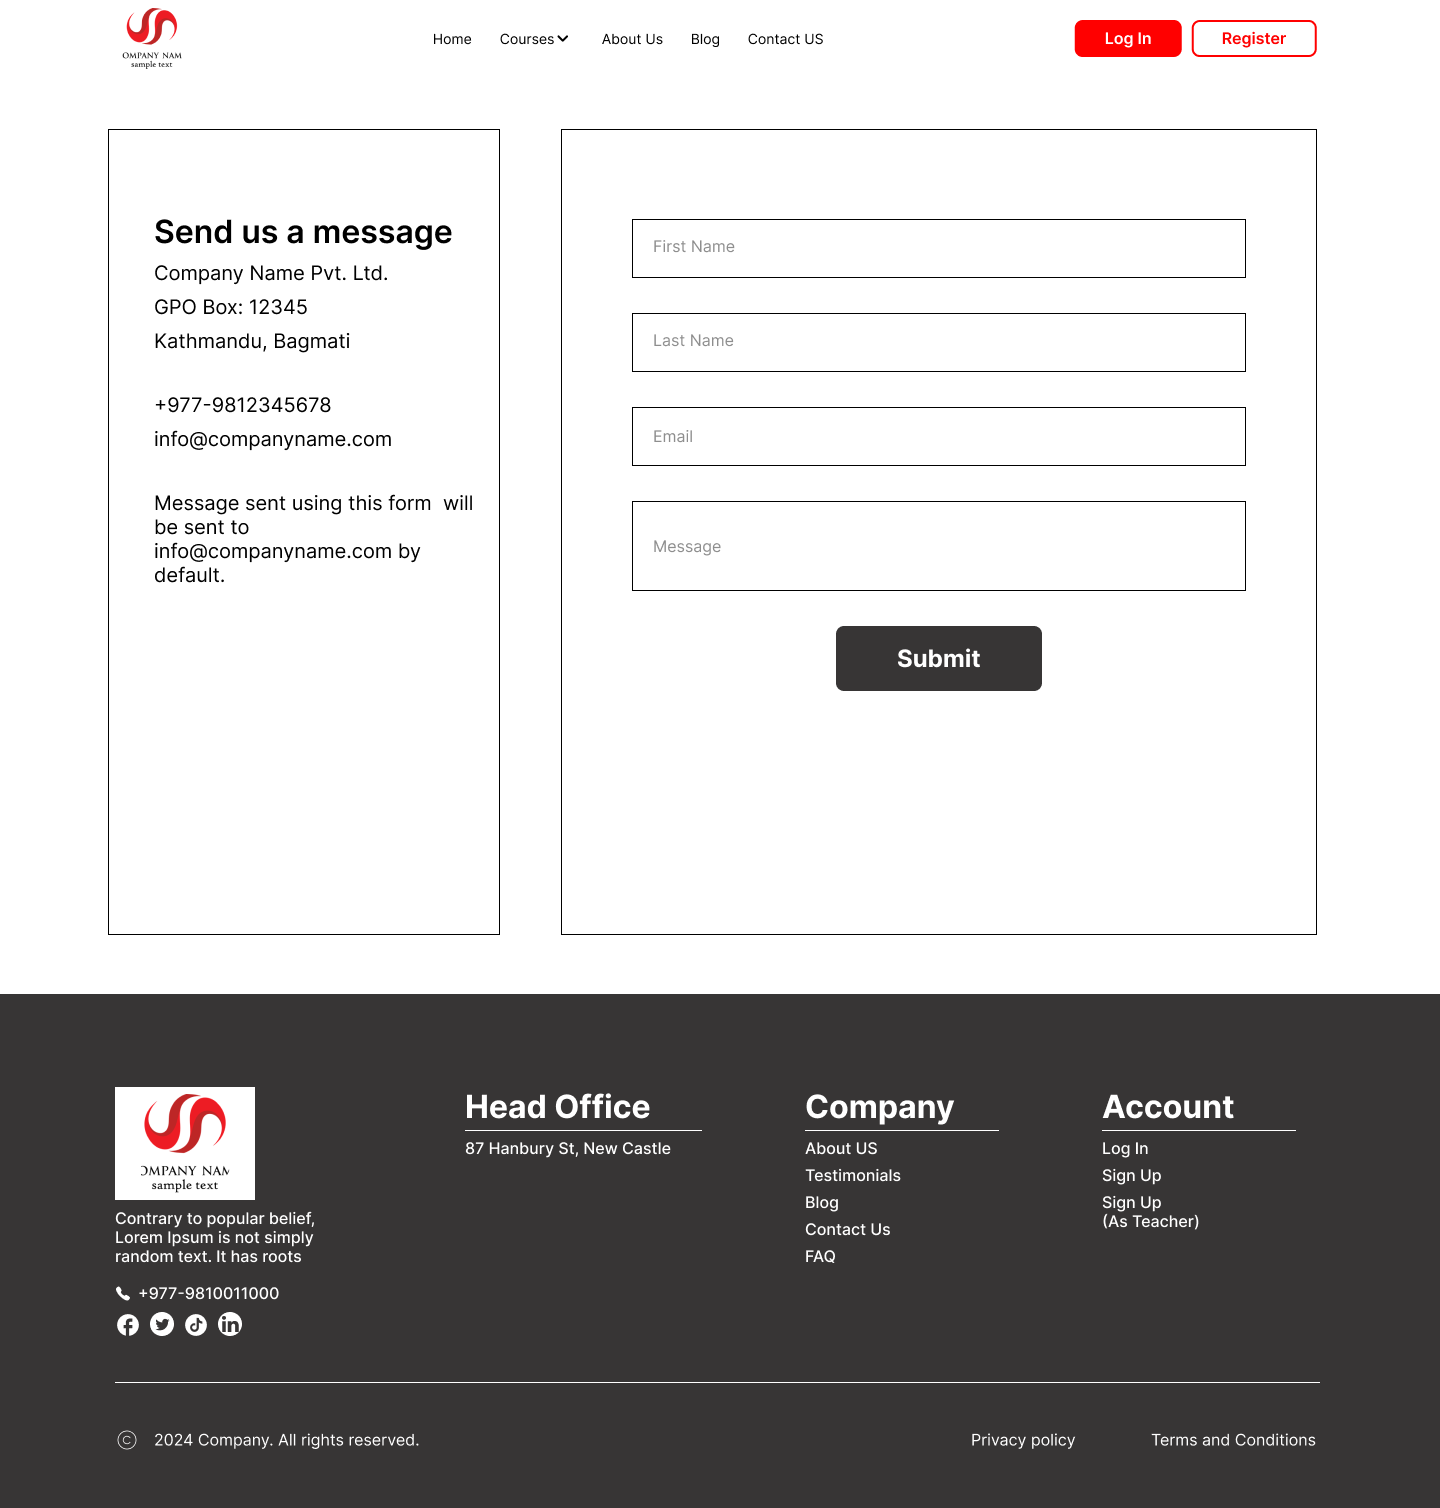 OMPANY NAM
sample text
Home
Courses
About Us
Blog
Contact US
Log In
Register
Send us a message
Company Name Pvt. Ltd.
GPO Box: 12345
Kathmandu, Bagmati
+977-9812345678
info@companyname.com
Message sent using this form  will
be sent to
info@companyname.com by
default.
First Name
Last Name
Email
Message
Submit
OMPANY NAM
sample text
Contrary to popular belief,
Lorem Ipsum is not simply
random text. It has roots
+977-9810011000
Head Office
87 Hanbury St, New Castle
Company
About US
Testimonials
Blog
Contact Us
FAQ
Account
Log In
Sign Up
Sign Up
(As Teacher)
© 2024 Company. All rights reserved.
Privacy policy
Terms and Conditions